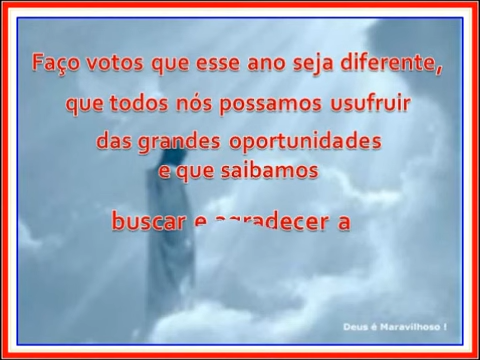 Faço votos que esse ano seja diferente,
que todos nós possamos usufruir
das grandes oportunidades
e que saibamos
buscar e agradecer a
Deus é Maravilhoso !